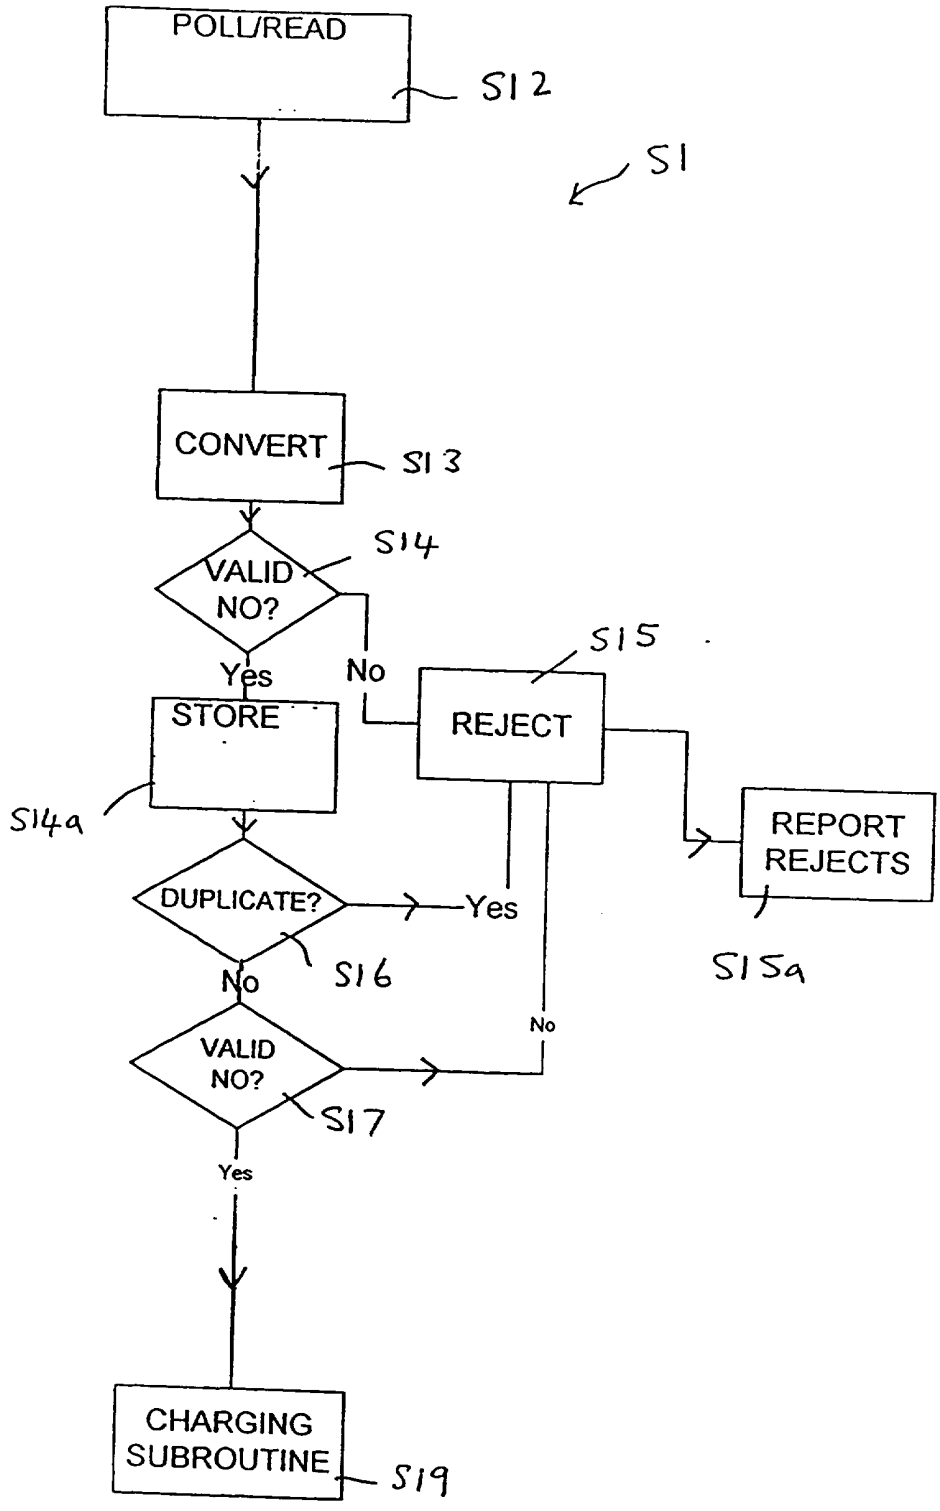 POLL/READ
S12
S1
CONVERT
S13
S14
VALID
NO?
Yes
No
S15
STORE
REJECT
S14a
REPORT
REJECTS
DUPLICATE?
Yes
S15a
S16
No
No
VALID
NO?
S17
Yes
CHARGING
SUBROUTINE
S19